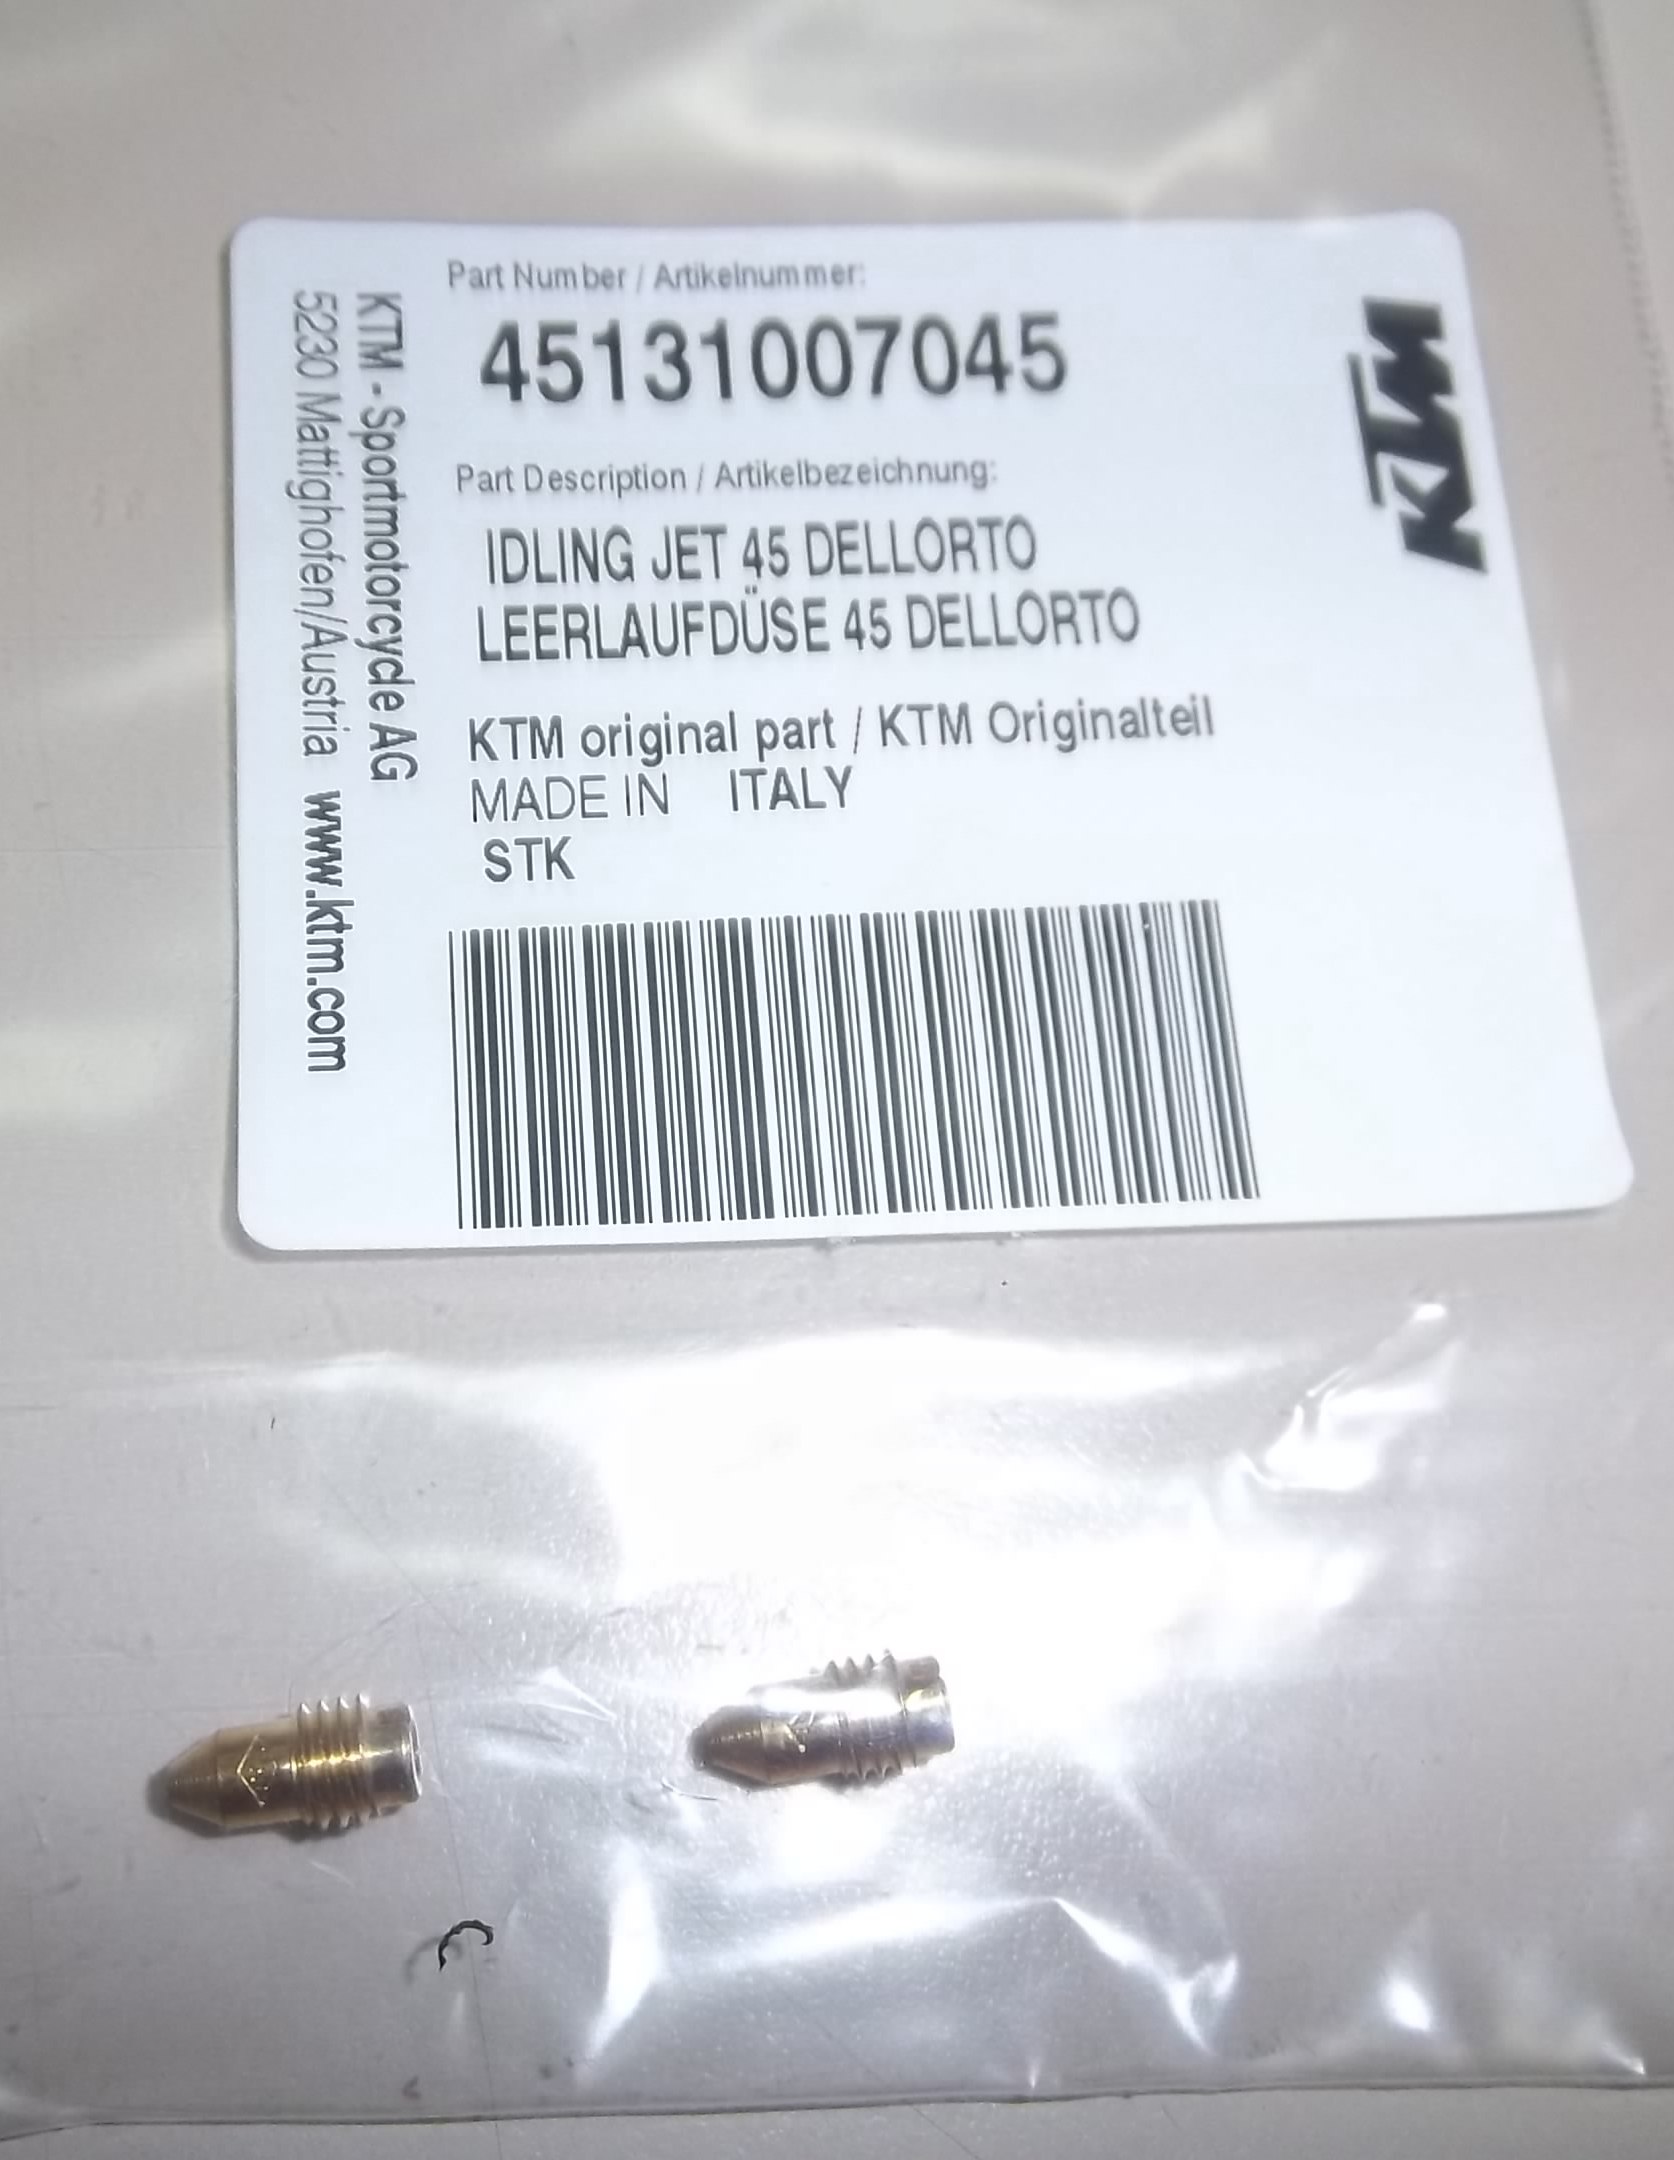 Part Number / Artikelnummer:
45131007045
Part Description / Artikelbezeichnung:
IDLING JET 45 DELLORTO
LEERLAUFDÜSE 45 DELLORTO
KTM original part / KTM Originalteil
MADE IN ITALY
STK
KTM - Sportmotorcycle AG
5230 Mattighofen/Austria www.ktm.com
KTM